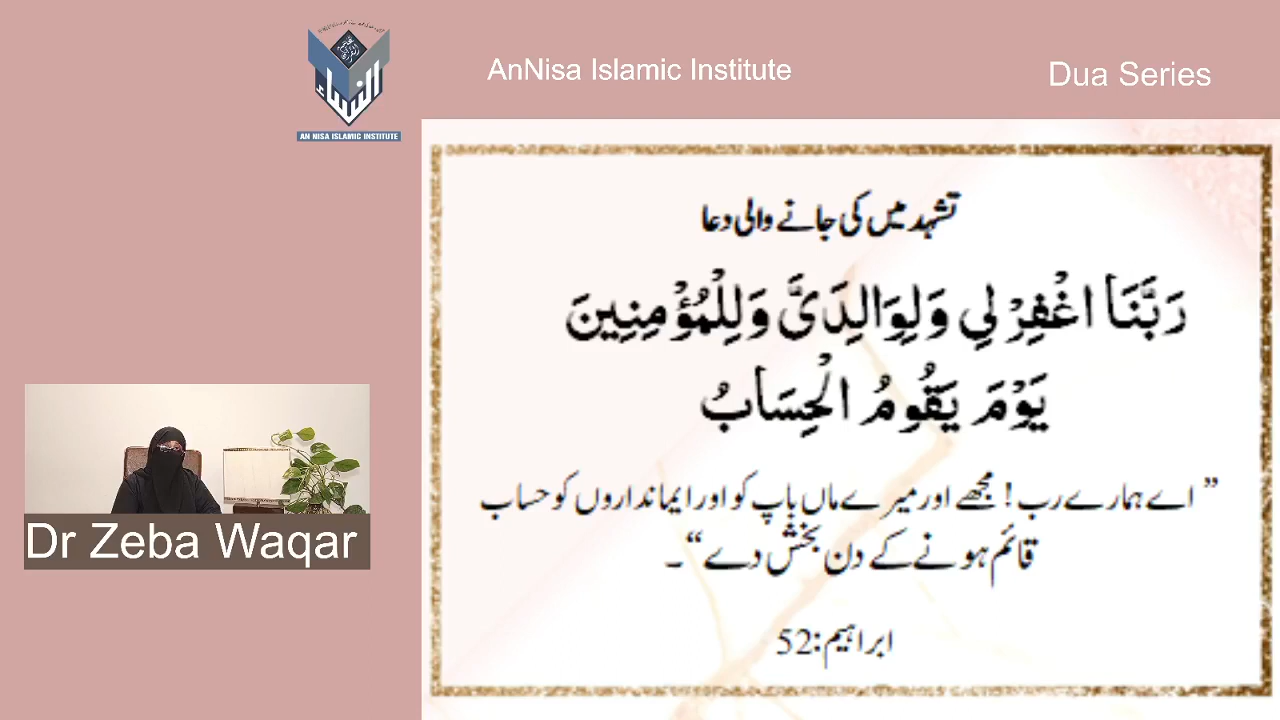 AnNisa Islamic Institute
Dua Series
النساء
AN NISA ISLAMIC INSTITUTE
تشہد میں کی جانے والی دعا
رَبَّنَا اغْفِرْ لِي وَلِوَالِدَىَّ وَلِلْمُؤْمِنِينَ
يَوْمَ يَقُومُ الْحِسَابُ
”اے ہمارے رب! مجھے اور میرے ماں باپ کو اور ایمانداروں کو حساب
قائم ہونے کے دن بخش دے“۔
ابراہیم:52
Dr Zeba Waqar